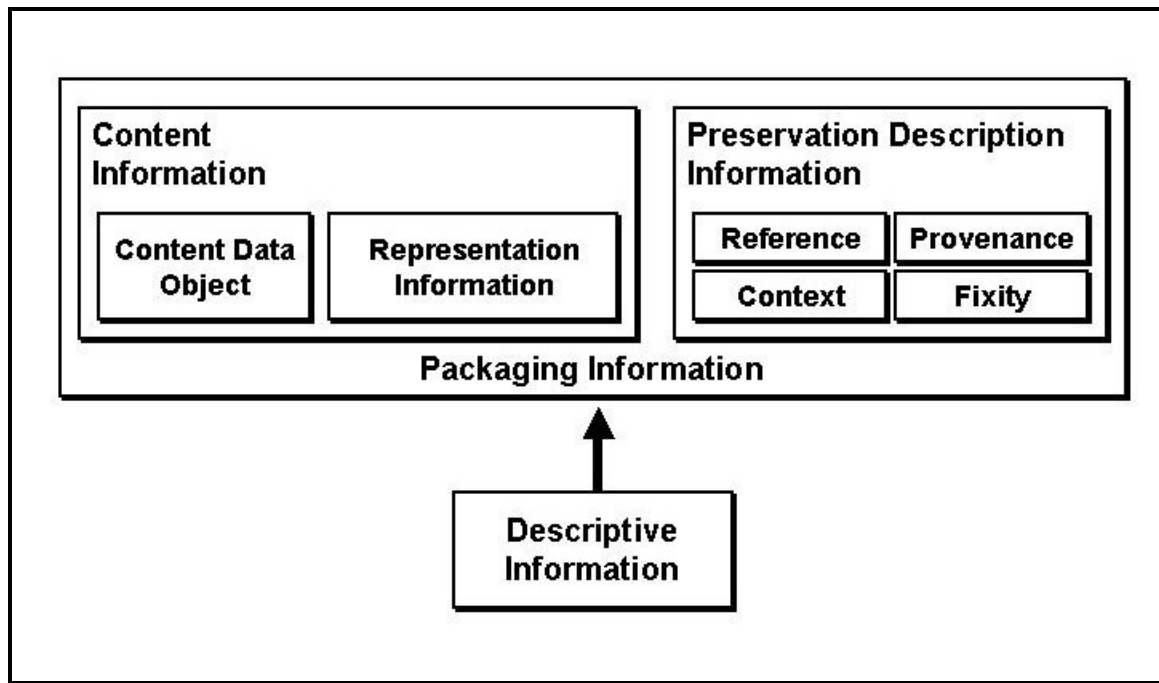 Content
Information
Content Data
Object
Representation
Information
Preservation Description
Information
Reference
Provenance
Context
Fixity
Packaging Information
Descriptive
Information